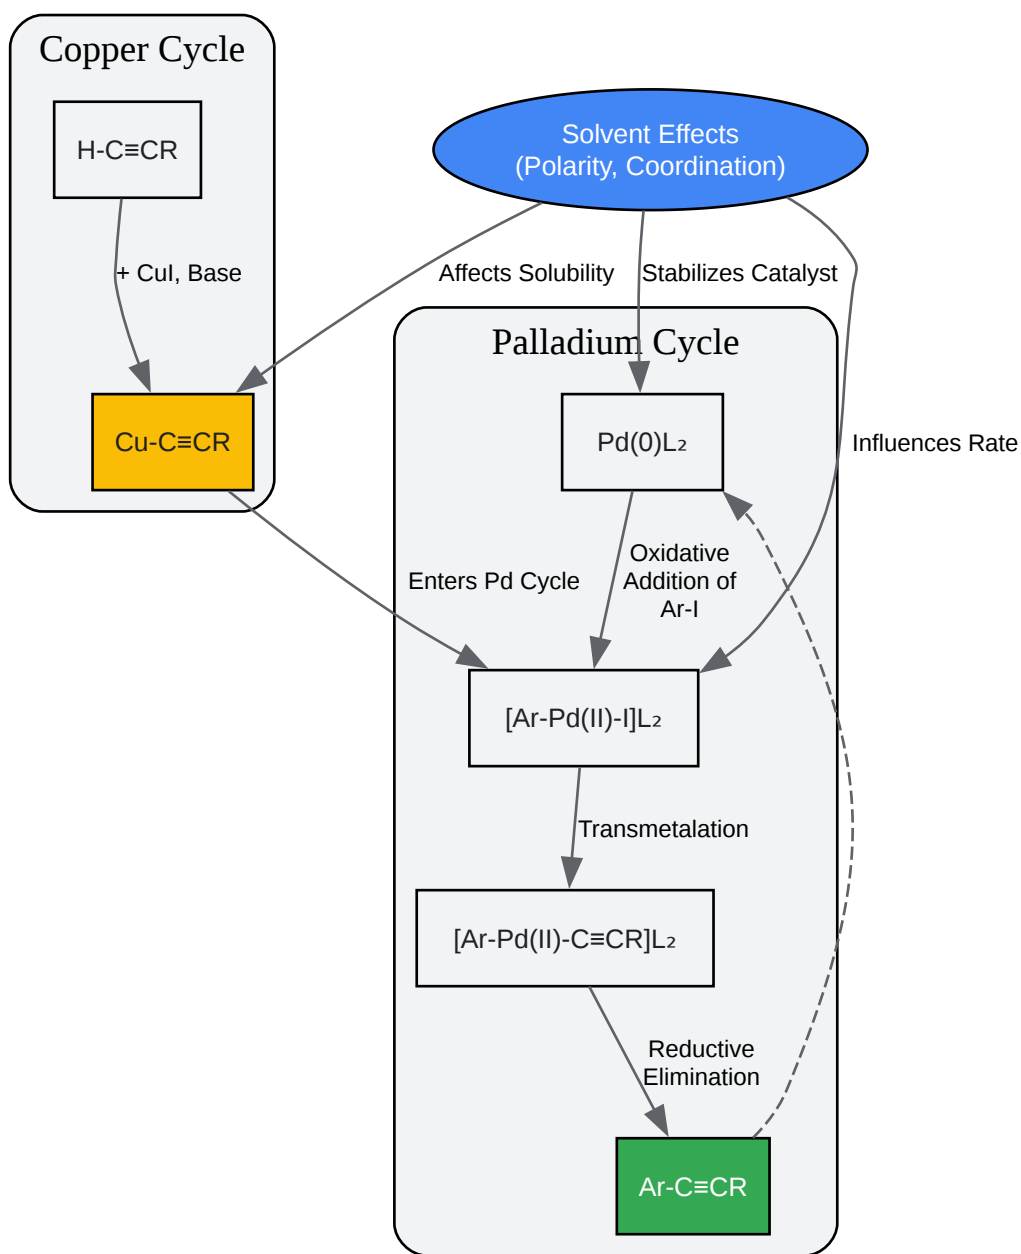 Copper Cycle
H-C≡CR
Solvent Effects
(Polarity, Coordination)
+ CuI, Base
Affects Solubility
Stabilizes Catalyst
Palladium Cycle
Cu-C≡CR
Pd(0)L₂
Influences Rate
Enters Pd Cycle
Oxidative
Addition of
Ar-I
[Ar-Pd(II)-I]L₂
Transmetalation
[Ar-Pd(II)-C≡CR]L₂
Reductive
Elimination
Ar-C≡CR